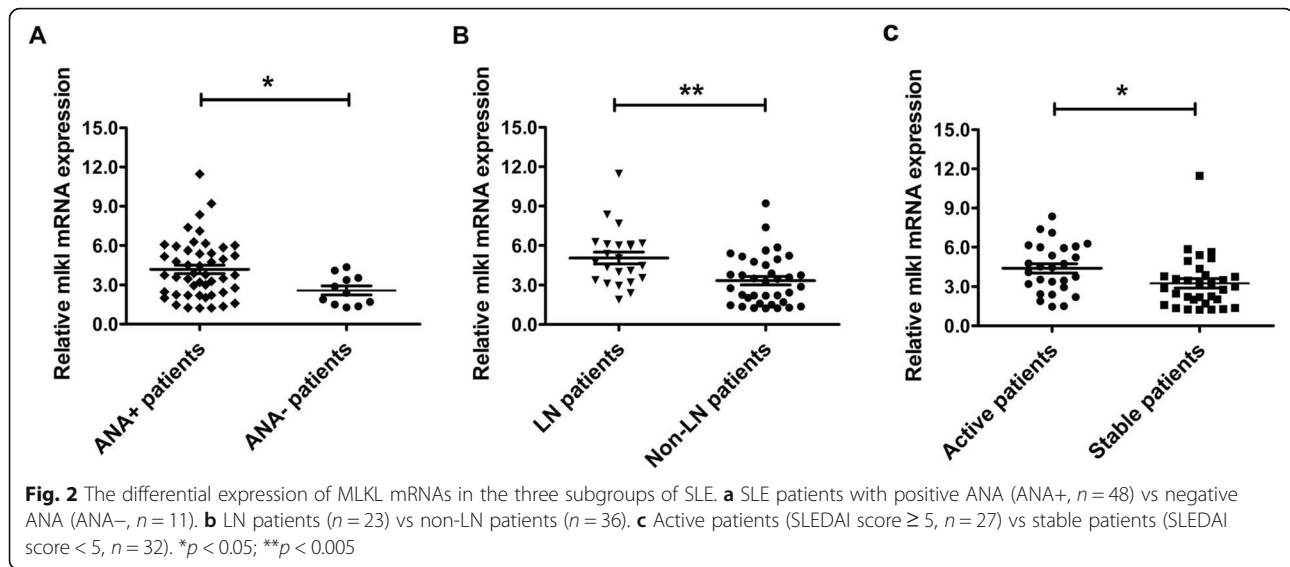 A
B
C
*
**
*
Relative mlkl mRNA expression
15.0
12.0
9.0
6.0
3.0
0.0
ANA+ patients
ANA- patients
Relative mlkl mRNA expression
15.0
12.0
9.0
6.0
3.0
0.0
LN patients
Non-LN patients
Relative mlkl mRNA expression
15.0
12.0
9.0
6.0
3.0
0.0
Active patients
Stable patients
Fig. 2 The differential expression of MLKL mRNAs in the three subgroups of SLE. a SLE patients with positive ANA (ANA+, n = 48) vs negative
ANA (ANA−, n = 11). b LN patients (n = 23) vs non-LN patients (n = 36). c Active patients (SLEDAI score ≥ 5, n = 27) vs stable patients (SLEDAI
score < 5, n = 32). *p < 0.05; **p < 0.005